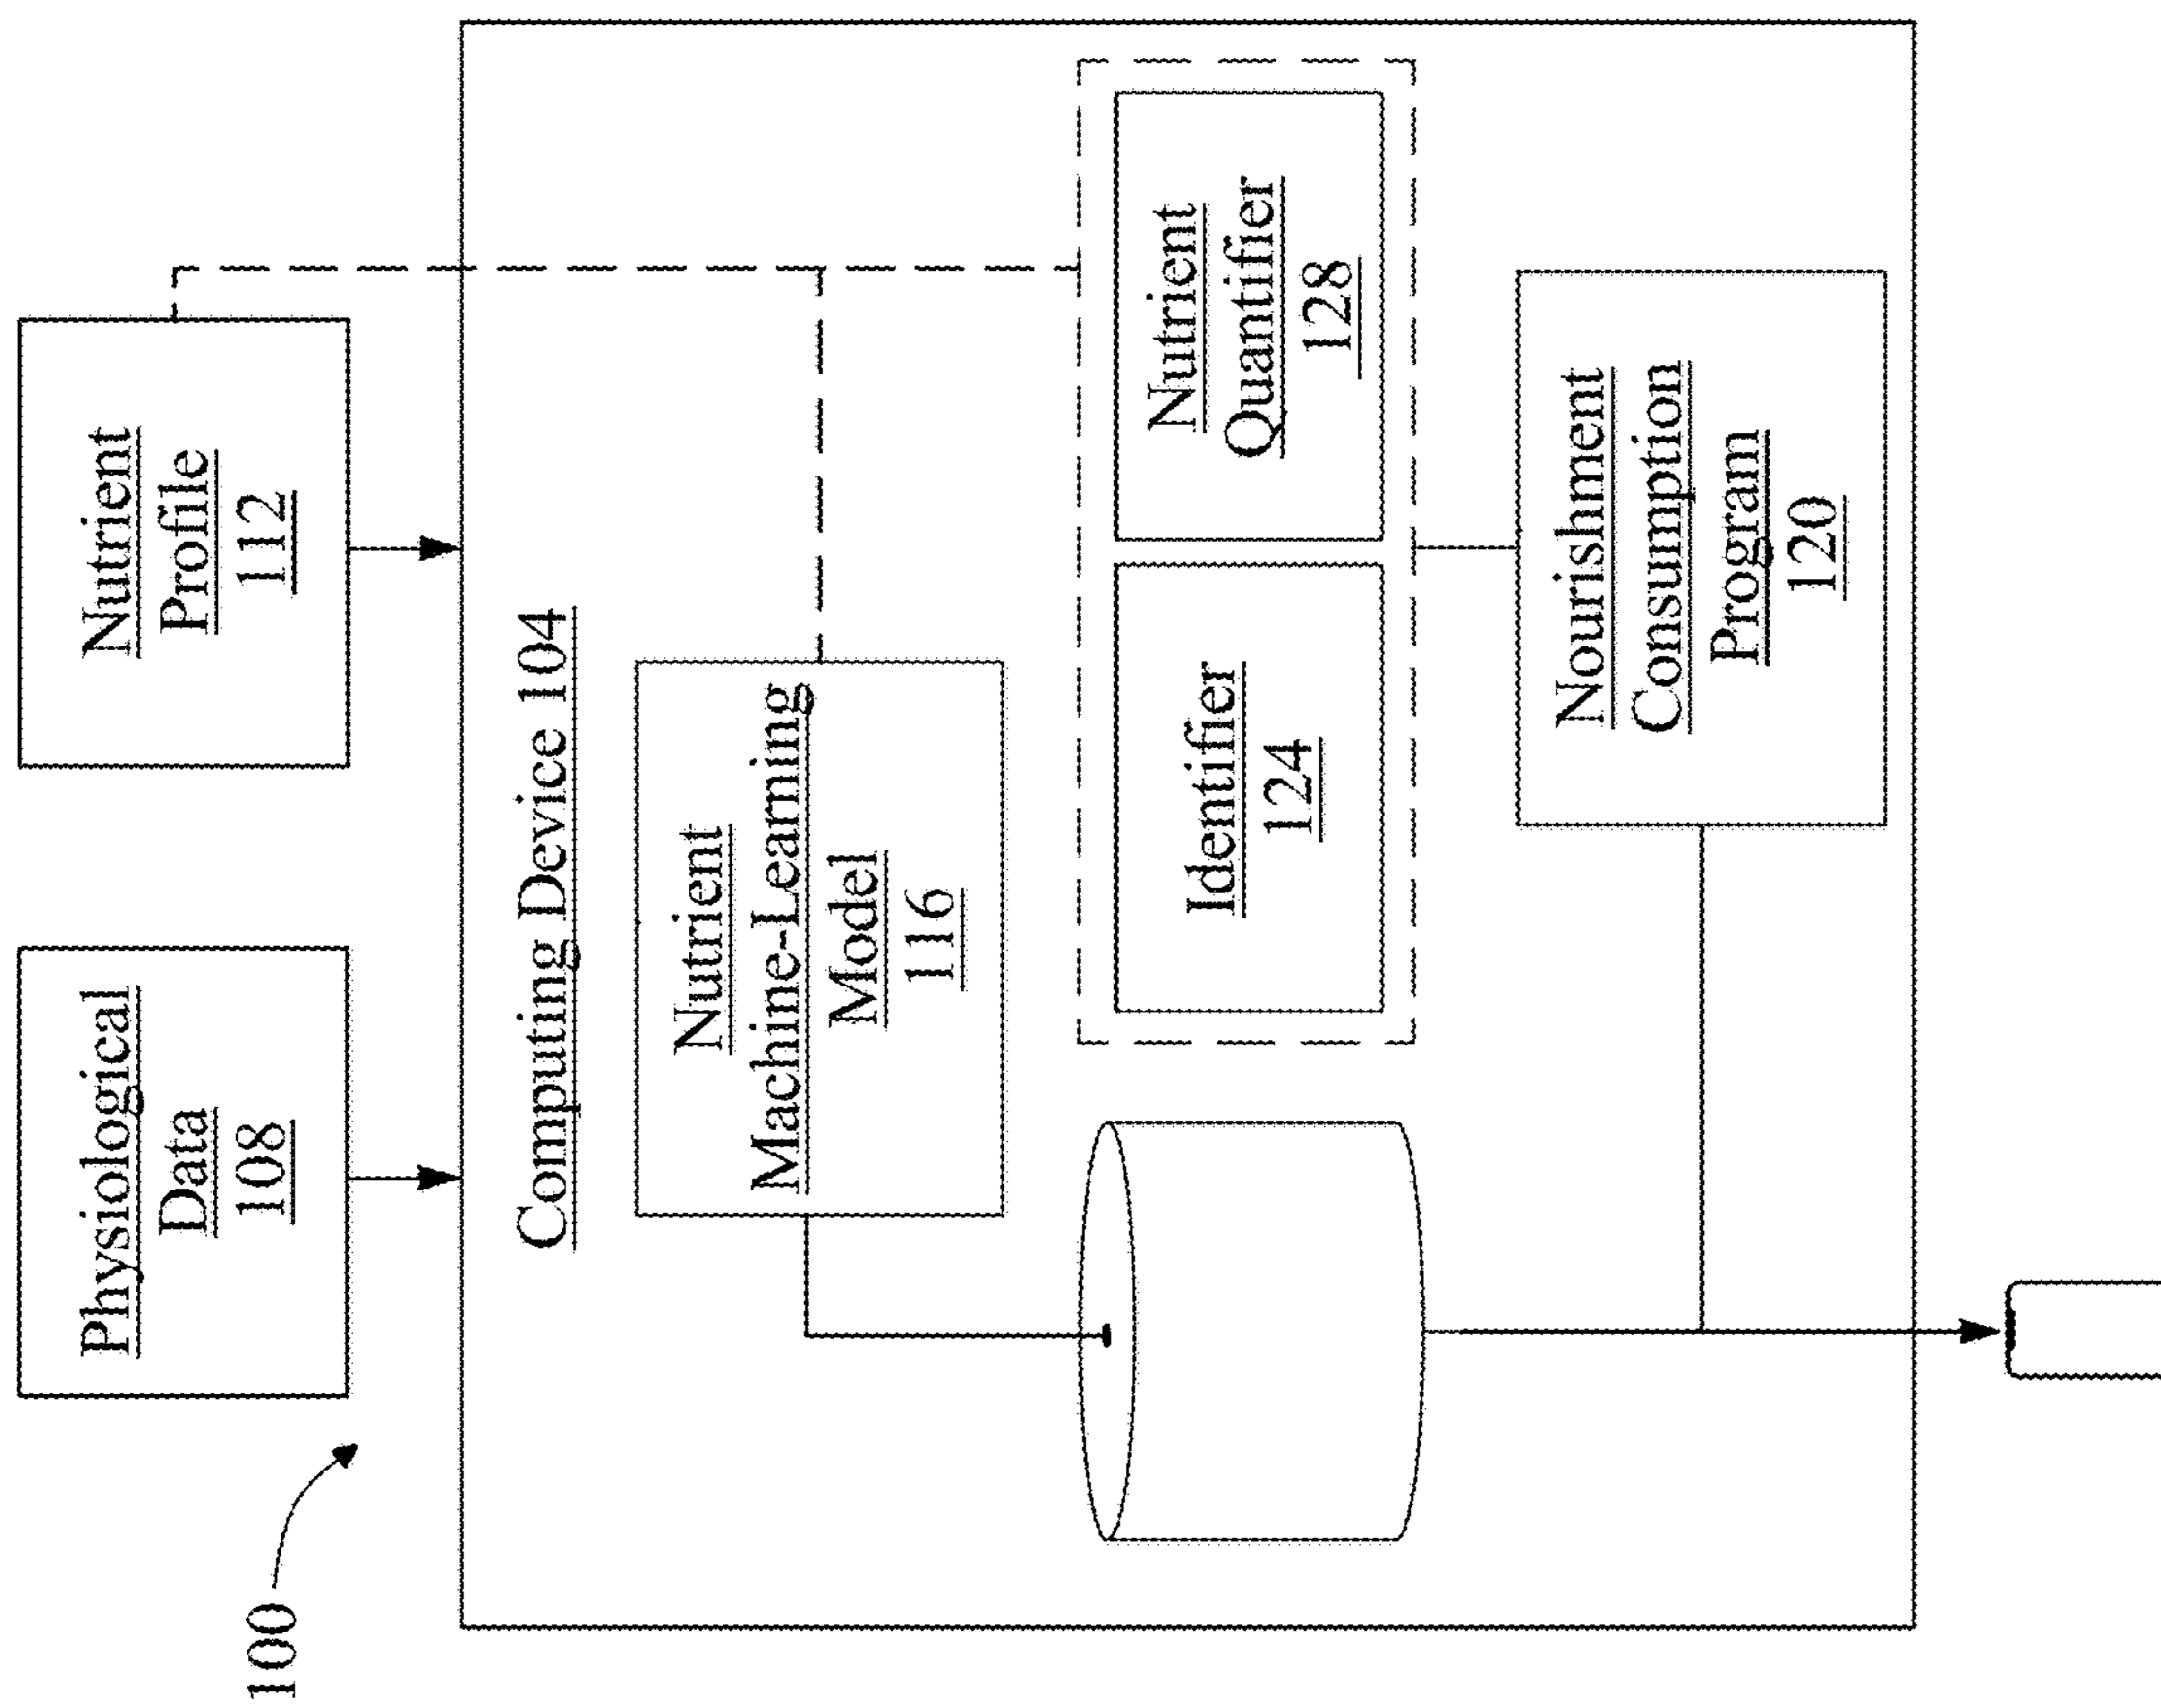 100
Physiological
Data
108
Nutrient
Profile
112
Computing Device 104
Nutrient
Machine-Learning
Model
116
Identifier
124
Nutrient
Quantifier
128
Nourishment
Consumption
Program
120